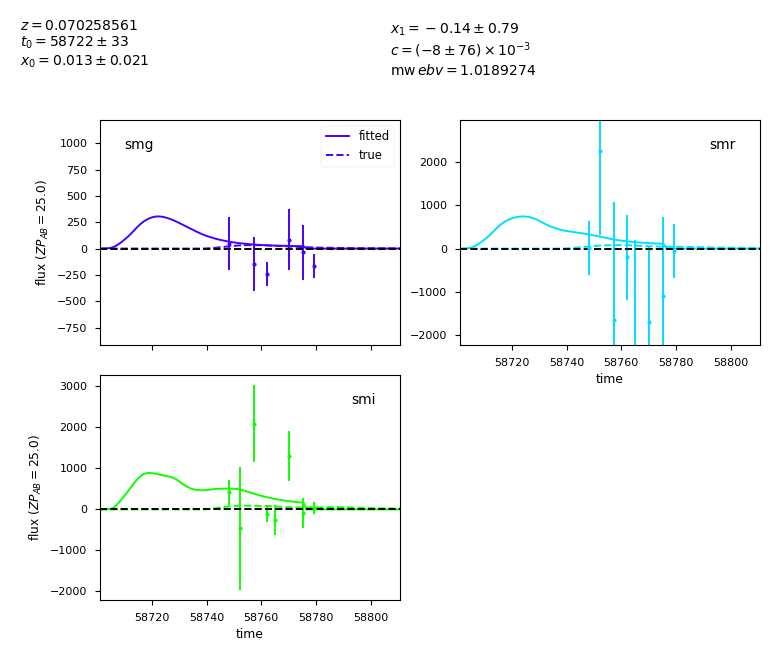 z = 0.070258561
t₀ = 58722 ± 33
x₀ = 0.013 ± 0.021
x₁ = −0.14 ± 0.79
c = (−8 ± 76) × 10⁻³
mw ebv = 1.0189274
smg
fitted
true
1000
750
500
250
0
−250
−500
−750
flux (ZP_AB = 25.0)
smr
2000
1000
0
−1000
−2000
58720 58740 58760 58780 58800
time
smi
3000
2000
1000
0
−1000
−2000
flux (ZP_AB = 25.0)
58720 58740 58760 58780 58800
time